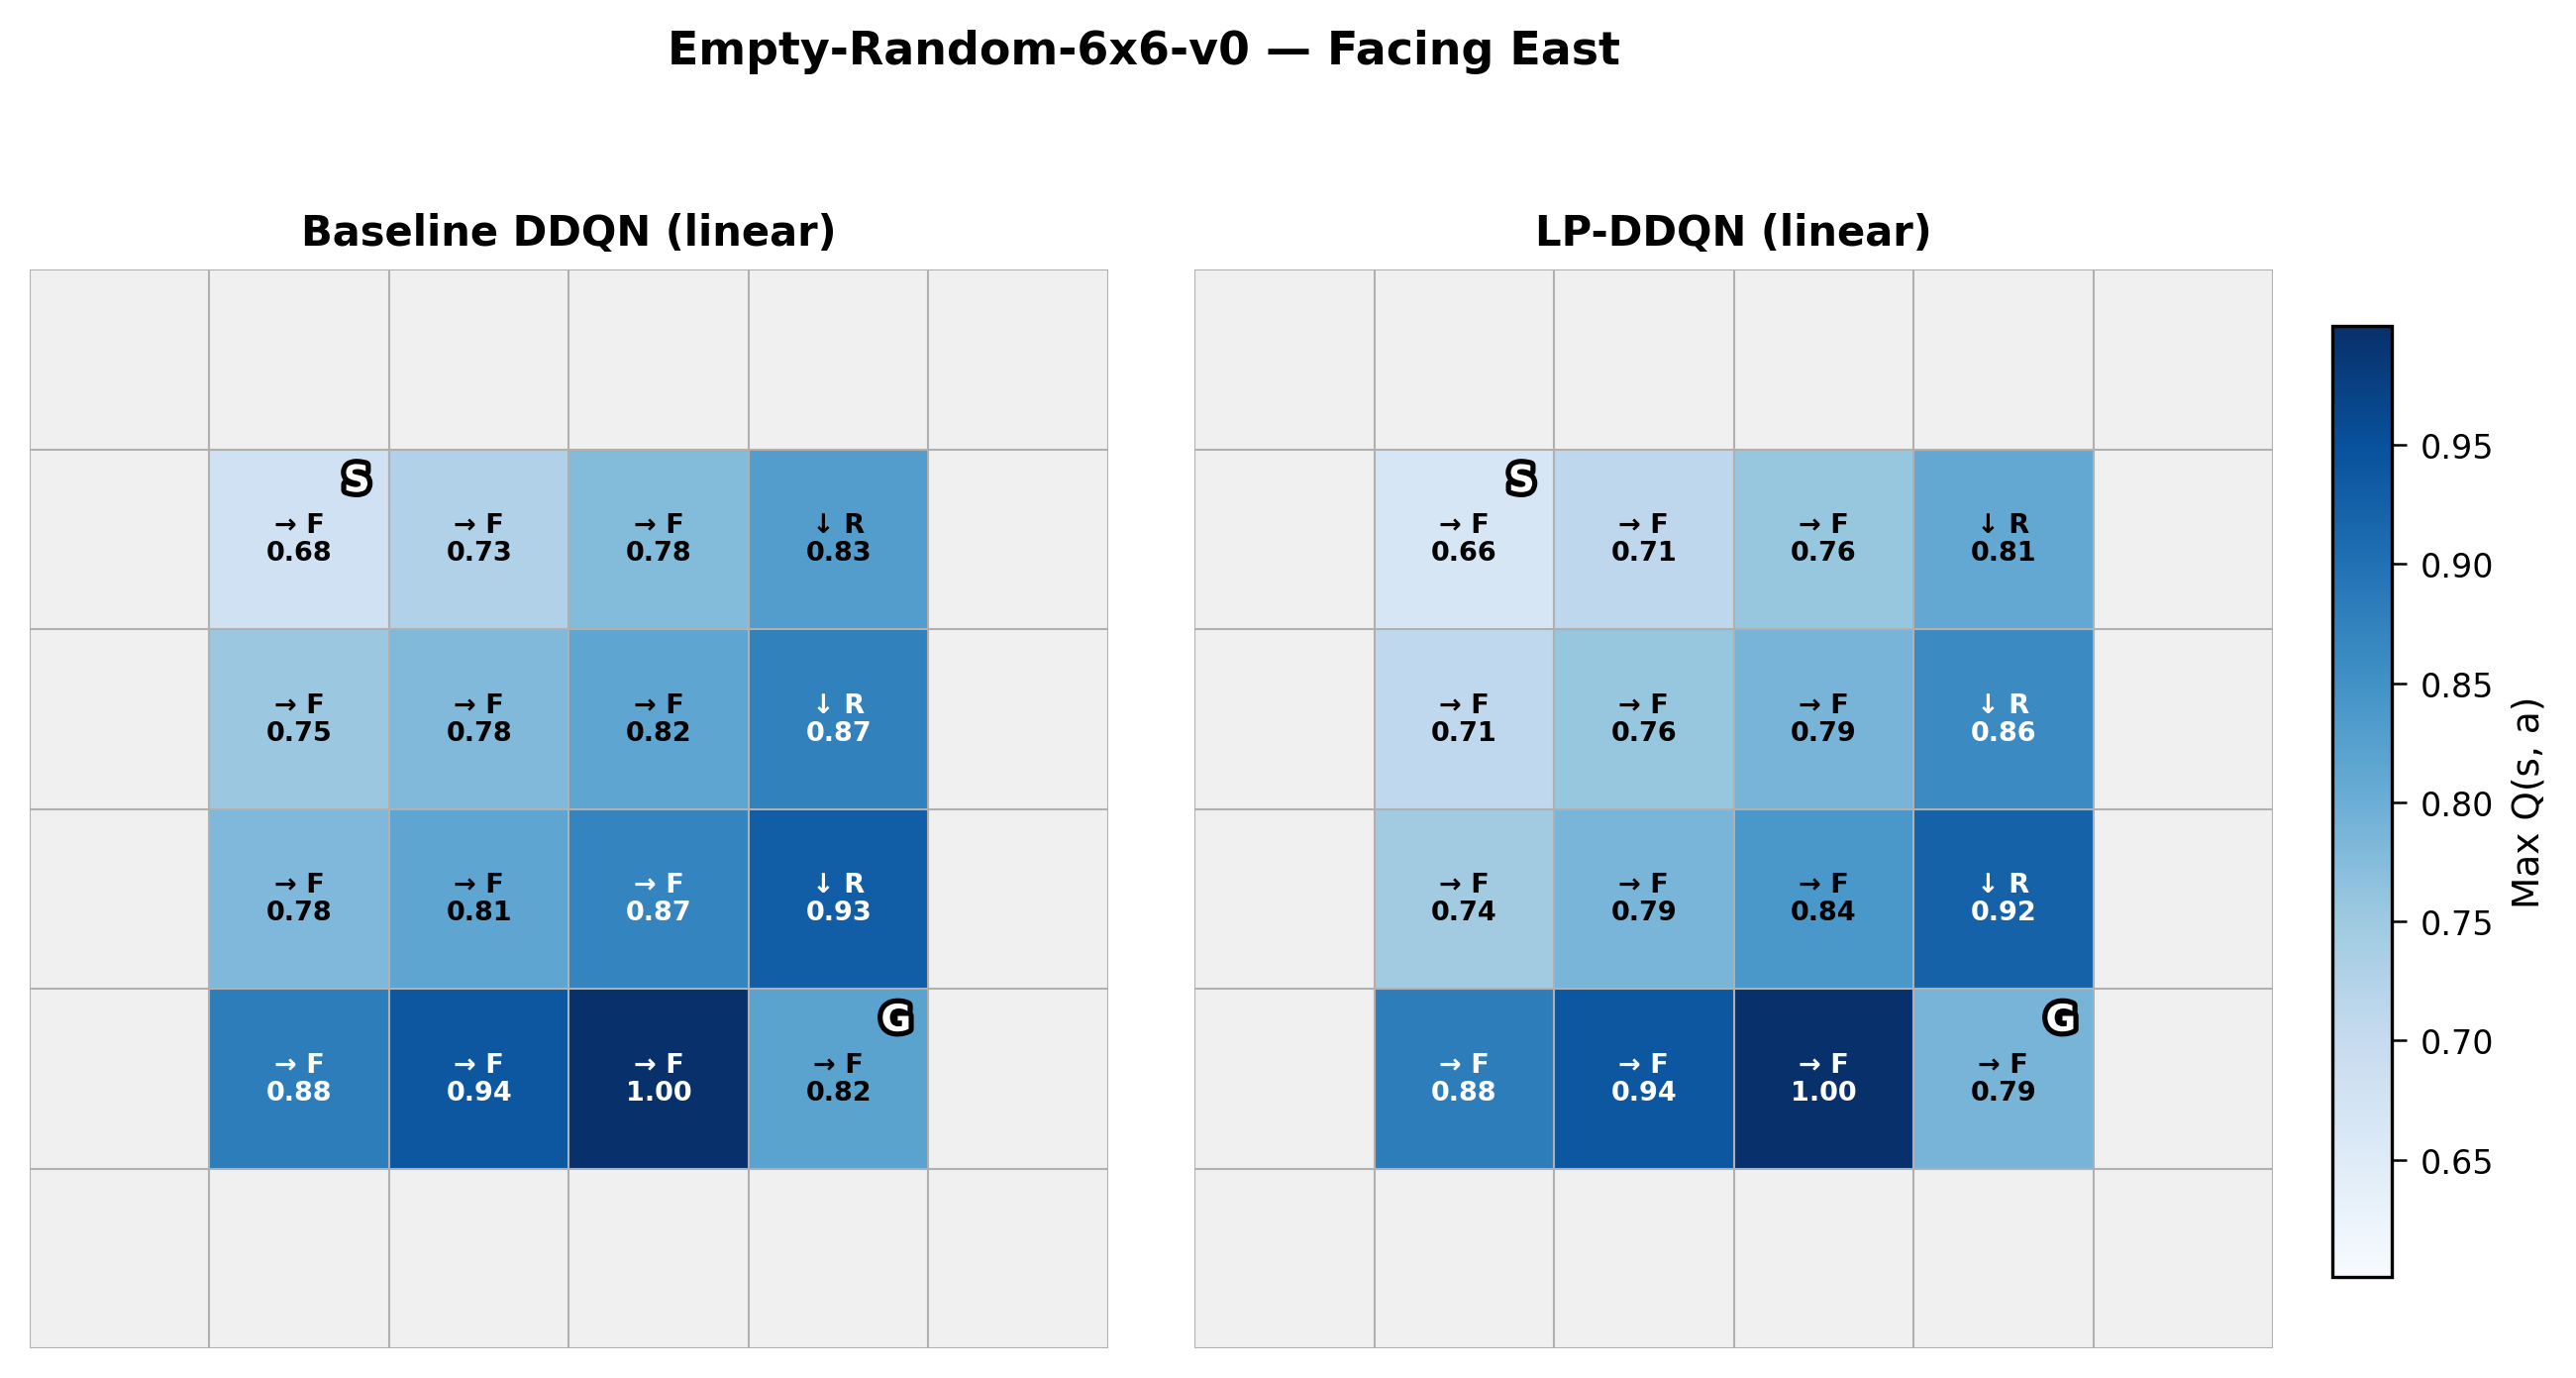 Empty-Random-6x6-v0 — Facing East
Baseline DDQN (linear)
S
→ F → F → F ↓ R
0.68 0.73 0.78 0.83
→ F → F → F ↓ R
0.75 0.78 0.82 0.87
→ F → F → F ↓ R
0.78 0.81 0.87 0.93
G
→ F → F → F → F
0.88 0.94 1.00 0.82
LP-DDQN (linear)
S
→ F → F → F ↓ R
0.66 0.71 0.76 0.81
→ F → F → F ↓ R
0.71 0.76 0.79 0.86
→ F → F → F ↓ R
0.74 0.79 0.84 0.92
G
→ F → F → F → F
0.88 0.94 1.00 0.79
0.95
0.90
0.85
0.80
0.75
0.70
0.65
Max Q(s, a)